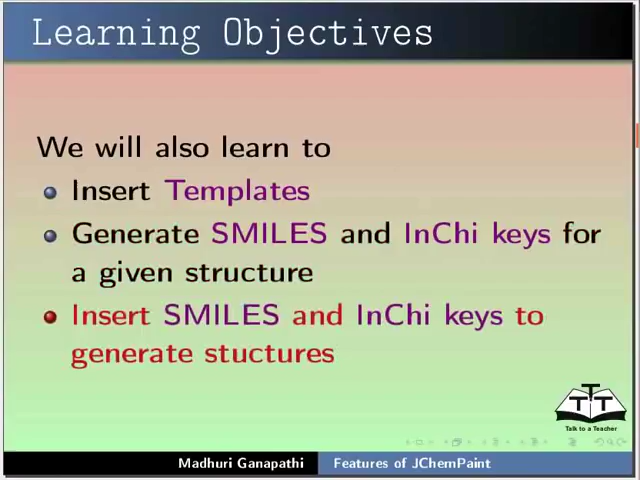 Learning Objectives
We will also learn to
Insert Templates
Generate SMILES and InChi keys for
a given structure
Insert SMILES and InChi keys to
generate stuctures
TTT
Talk to a Teacher
Madhuri Ganapathi
Features of JChemPaint